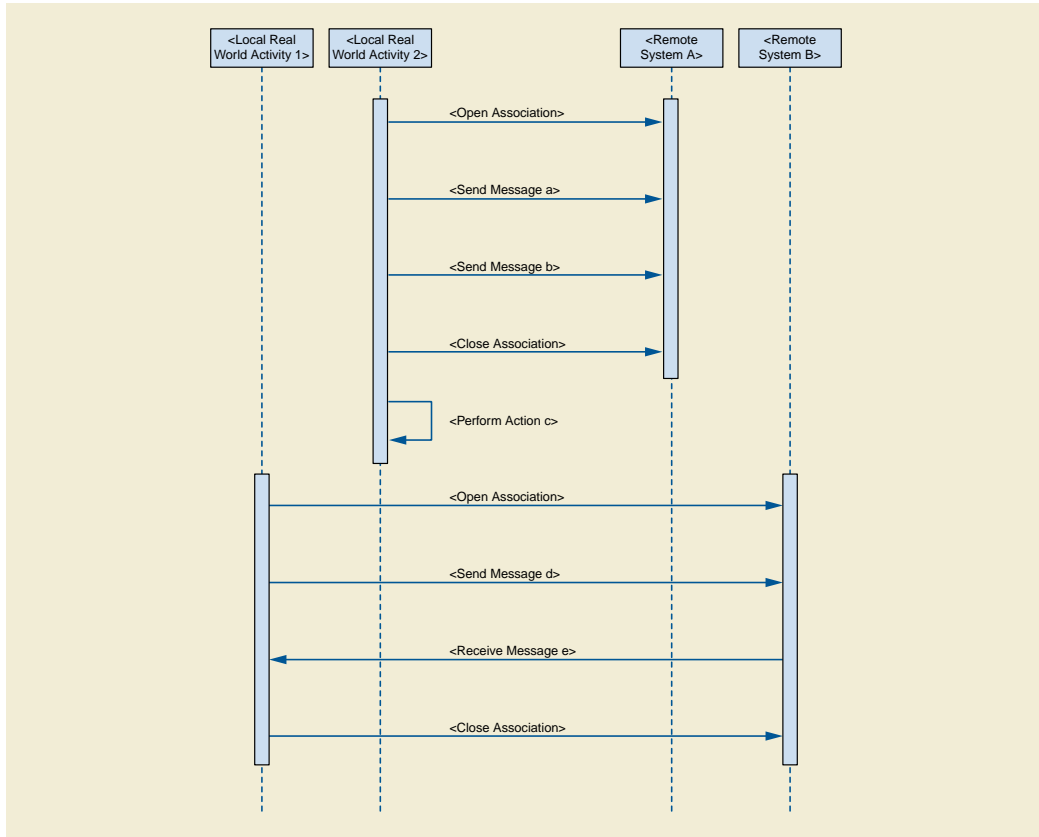 <Local Real
World Activity 1>
<Local Real
World Activity 2>
<Remote
System A>
<Remote
System B>
<Open Association>
<Send Message a>
<Send Message b>
<Close Association>
<Perform Action c>
<Open Association>
<Send Message d>
<Receive Message e>
<Close Association>